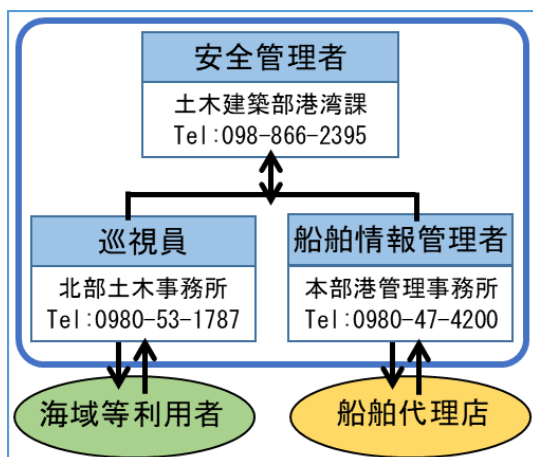 安全管理者
土木建築部港湾課
Tel:098-866-2395
巡視員
北部土木事務所
Tel:0980-53-1787
船舶情報管理者
本部港管理事務所
Tel:0980-47-4200
海域等利用者
船舶代理店